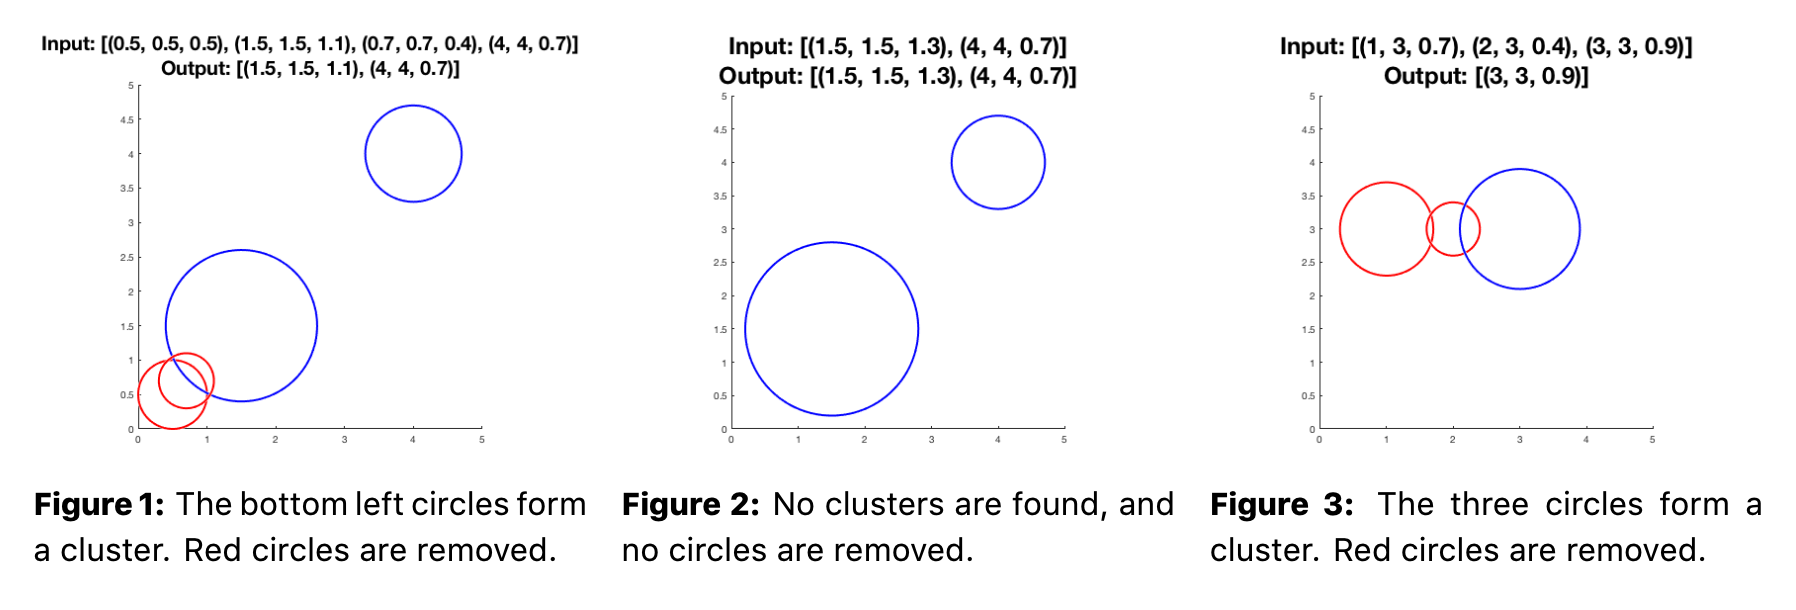 Input: [(0.5, 0.5, 0.5), (1.5, 1.5, 1.1), (0.7, 0.7, 0.4), (4, 4, 0.7)]
Output: [(1.5, 1.5, 1.1), (4, 4, 0.7)]
5
4.5
4
3.5
3
2.5
2
1.5
1
0.5
0
0 1 2 3 4 5
Figure 1: The bottom left circles form
a cluster. Red circles are removed.
Input: [(1.5, 1.5, 1.3), (4, 4, 0.7)]
Output: [(1.5, 1.5, 1.3), (4, 4, 0.7)]
5
4.5
4
3.5
3
2.5
2
1.5
1
0.5
0
0 1 2 3 4 5
Figure 2: No clusters are found, and
no circles are removed.
Input: [(1, 3, 0.7), (2, 3, 0.4), (3, 3, 0.9)]
Output: [(3, 3, 0.9)]
5
4.5
4
3.5
3
2.5
2
1.5
1
0.5
0
0 1 2 3 4 5
Figure 3: The three circles form a
cluster. Red circles are removed.